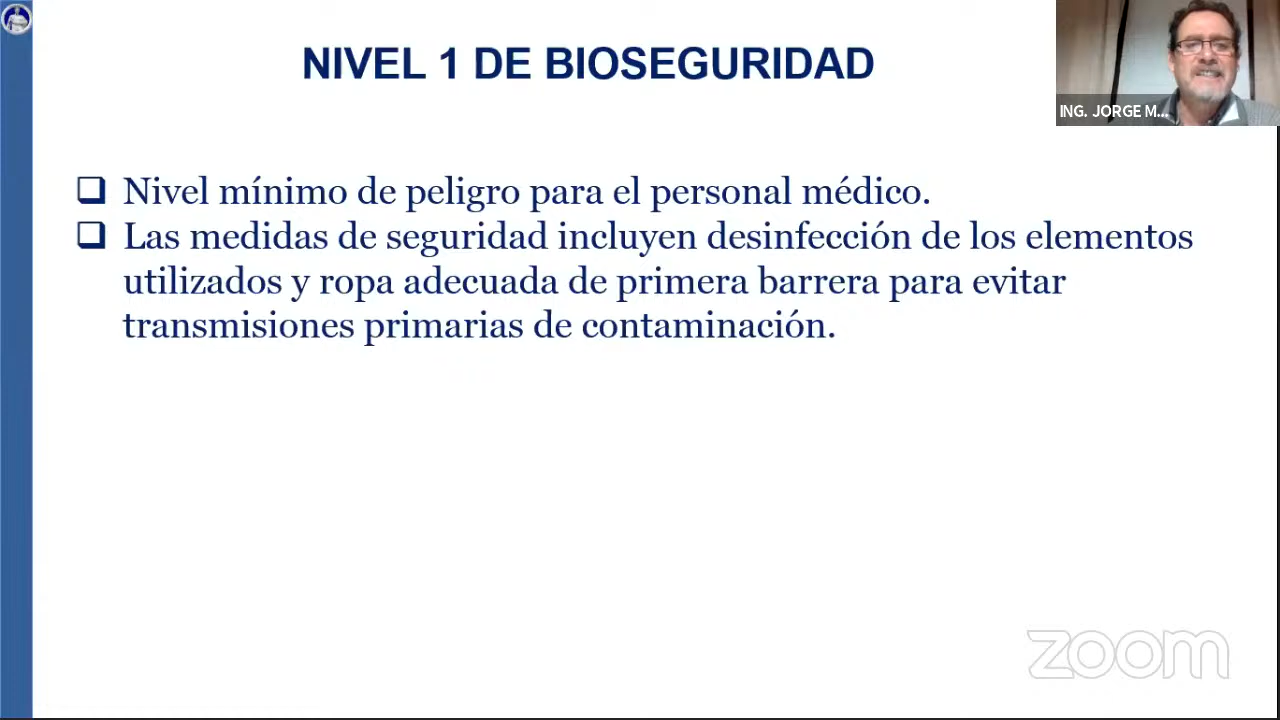 NIVEL 1 DE BIOSEGURIDAD
ING. JORGE M...
❑ Nivel mínimo de peligro para el personal médico.
❑ Las medidas de seguridad incluyen desinfección de los elementos
utilizados y ropa adecuada de primera barrera para evitar
transmisiones primarias de contaminación.
zoom